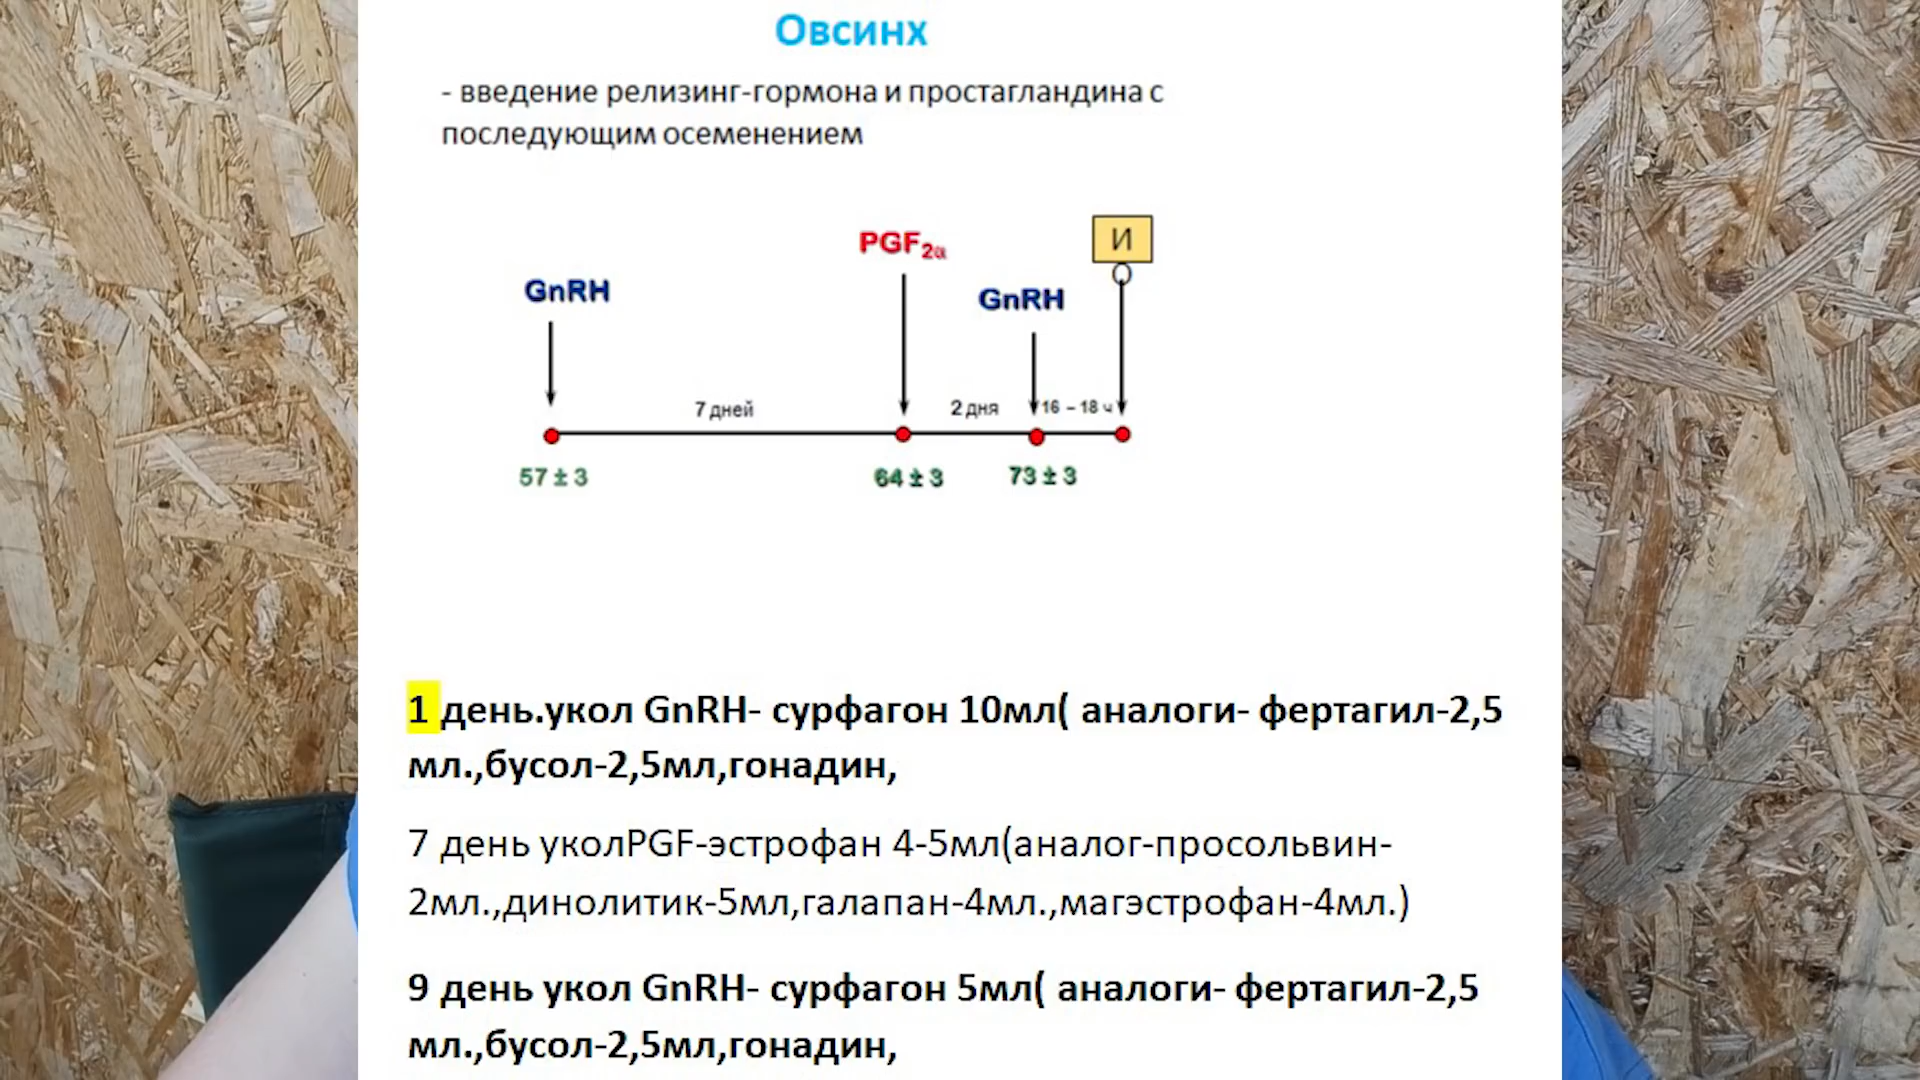 Овсинх
- введение релизинг-гормона и простагландина с
последующим осеменением
И
PGF2α
GnRH
GnRH
7 дней
2 дня
16 – 18 ч
57 ± 3
64 ± 3
73 ± 3
1 день.укол GnRH- сурфагон 10мл( аналоги- фертагил-2,5
мл.,бусол-2,5мл,гонадин,
7 день уколPGF-эстрофан 4-5мл(аналог-просольвин-
2мл.,динолитик-5мл,галапан-4мл.,магэстрофан-4мл.)
9 день укол GnRH- сурфагон 5мл( аналоги- фертагил-2,5
мл.,бусол-2,5мл,гонадин,